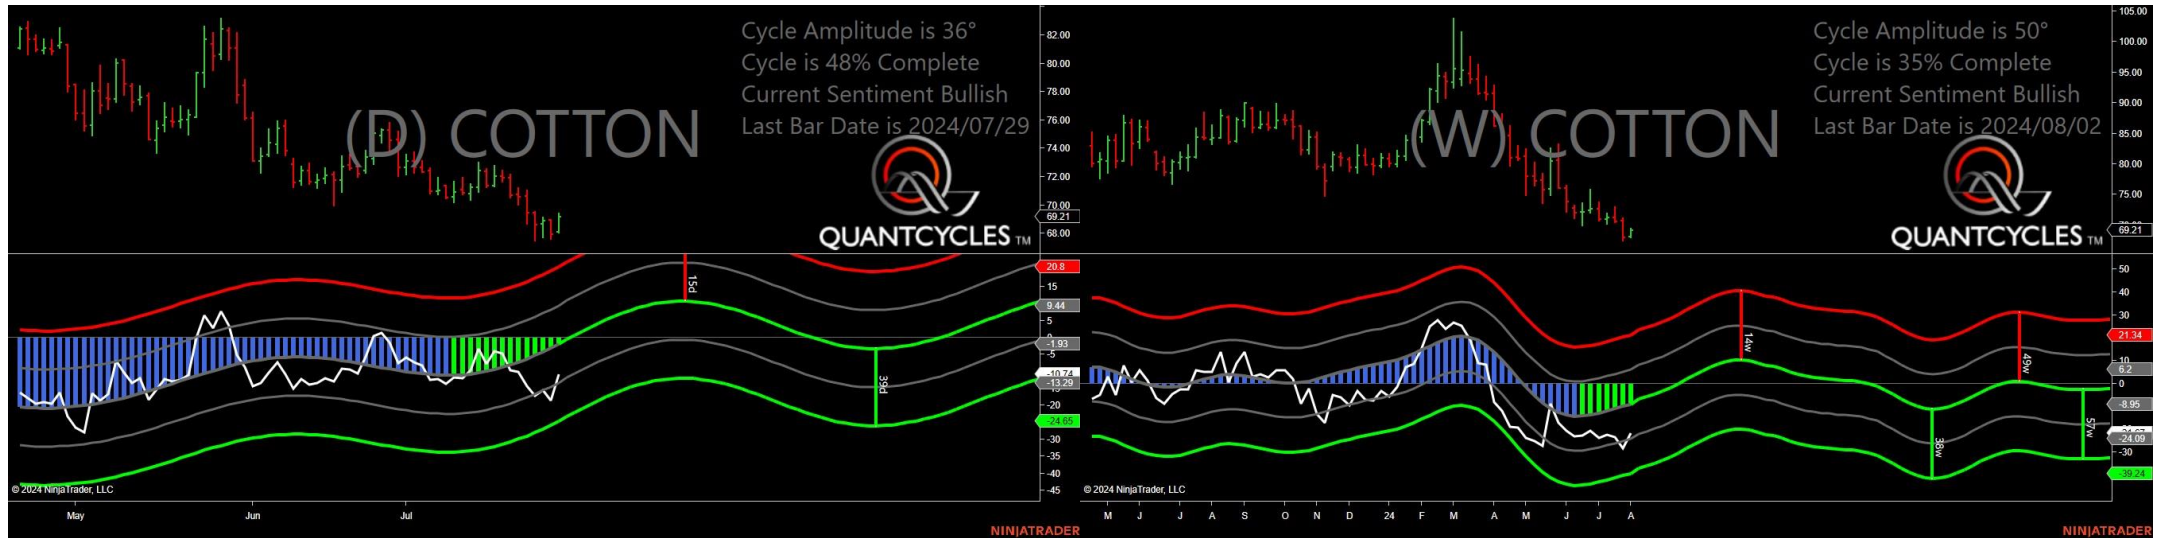 Cycle Amplitude is 36°
Cycle is 48% Complete
Current Sentiment Bullish
Last Bar Date is 2024/07/29
(D) COTTON
QUANTCYCLES TM
82.00
80.00
78.00
76.00
74.00
72.00
70.00
69.21
68.00
20.8
15
9.44
5
0
-1.93
-5
-10.74
-13.29
-20
-24.65
-30
-35
-40
-45
15d
39d
© 2024 NinjaTrader, LLC
May Jun Jul
NINJATRADER
Cycle Amplitude is 50°
Cycle is 35% Complete
Current Sentiment Bullish
Last Bar Date is 2024/08/02
(W) COTTON
QUANTCYCLES TM
105.00
100.00
95.00
90.00
85.00
80.00
75.00
69.21
50
40
30
21.34
10
6.2
0
-8.95
-24.09
-30
-39.24
14w
38w
49w
57w
© 2024 NinjaTrader, LLC
M J J A S O N D 24 F M A M J J A
NINJATRADER